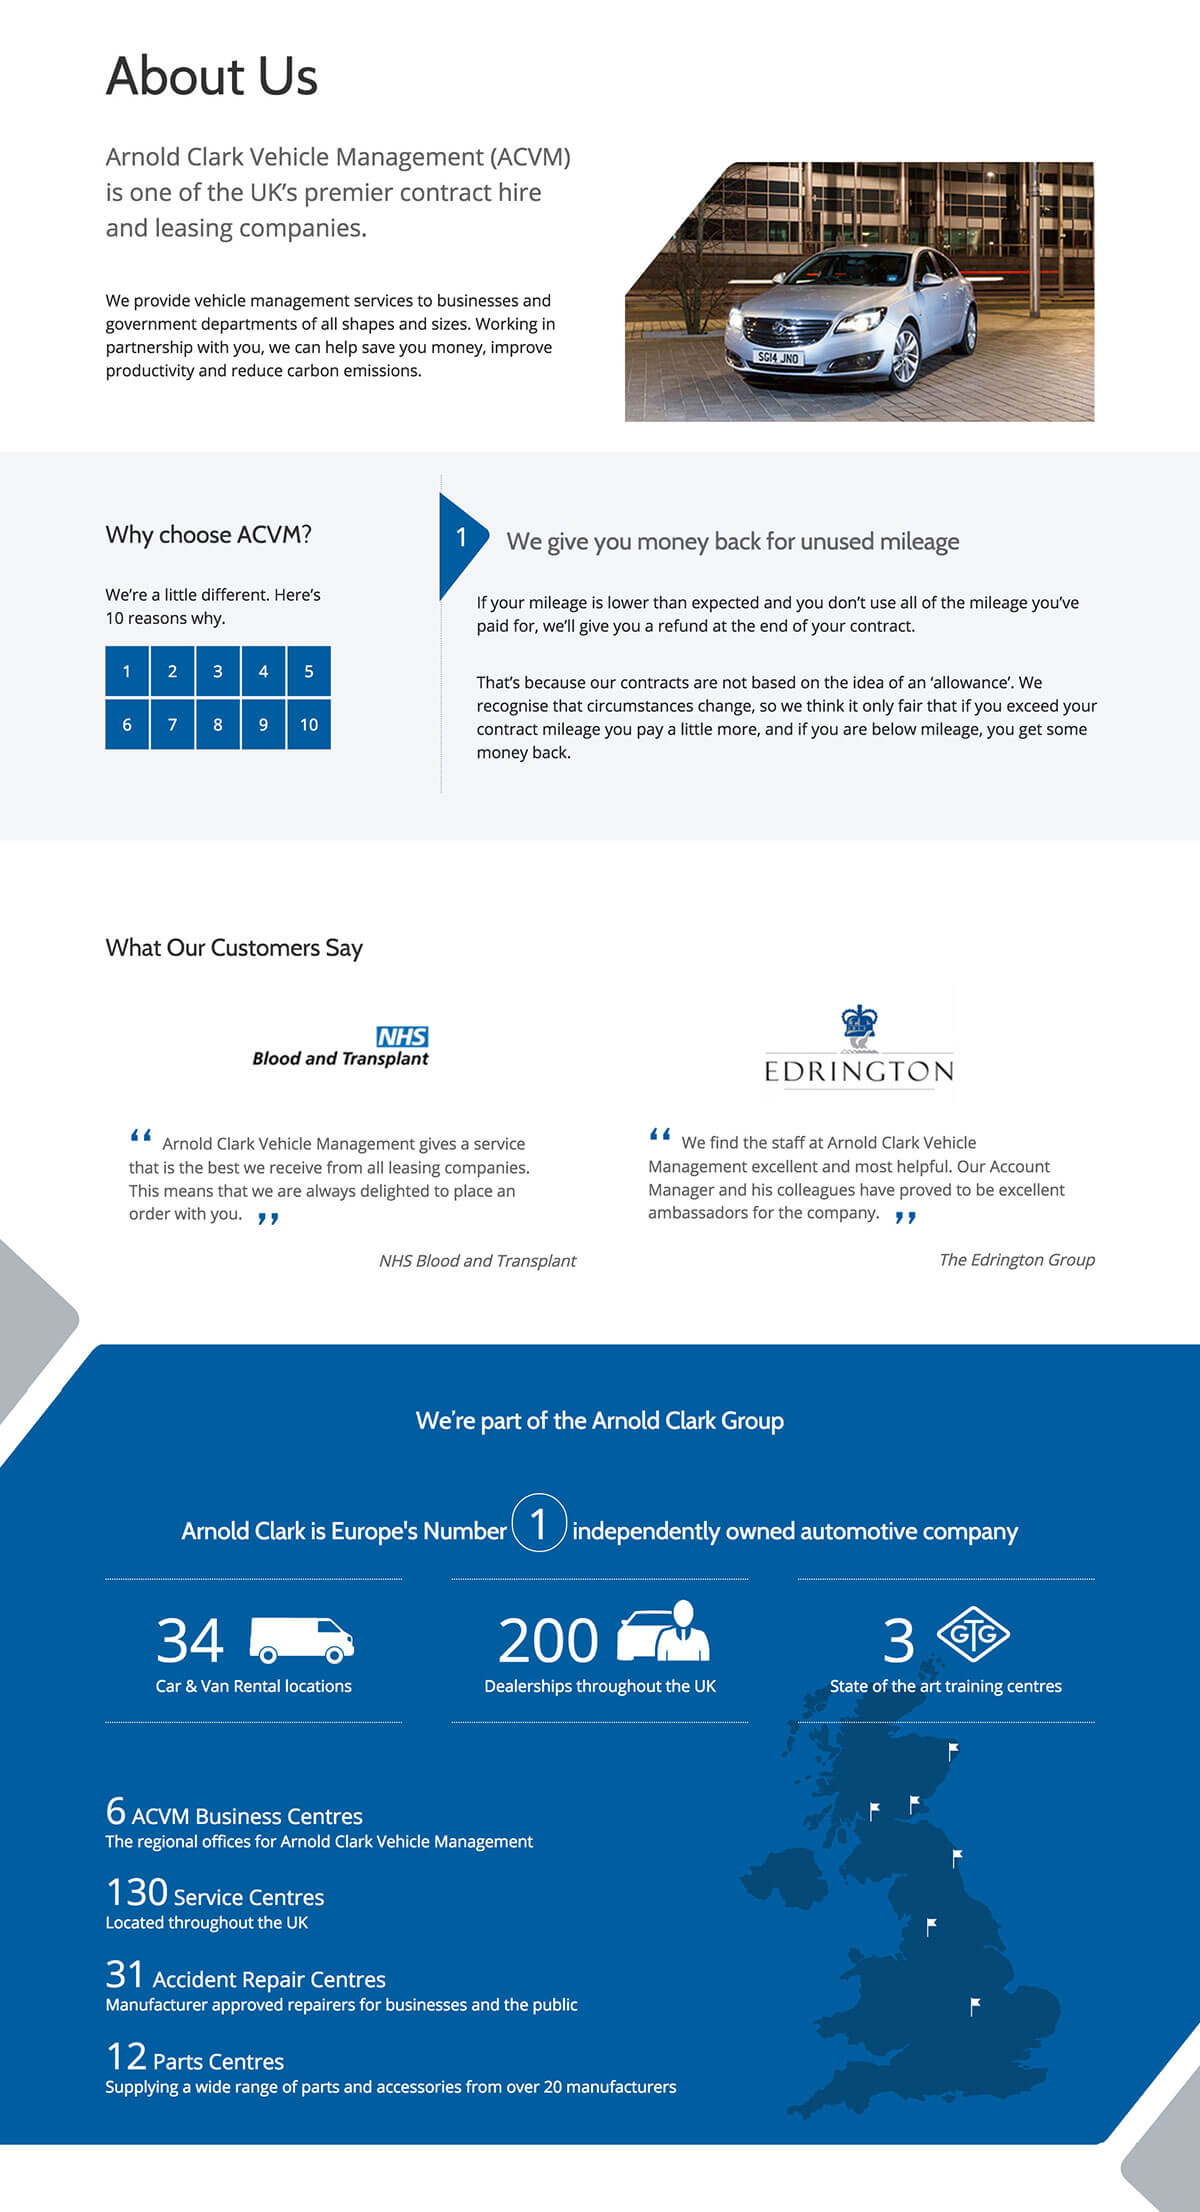 About Us
Arnold Clark Vehicle Management (ACVM)
is one of the UK's premier contract hire
and leasing companies.
We provide vehicle management services to businesses and
government departments of all shapes and sizes. Working in
partnership with you, we can help save you money, improve
productivity and reduce carbon emissions.
SG14 JNO
Why choose ACVM?
We're a little different. Here's
10 reasons why.
1 2 3 4 5
6 7 8 9 10
1 We give you money back for unused mileage
If your mileage is lower than expected and you don't use all of the mileage you've
paid for, we'll give you a refund at the end of your contract.
That's because our contracts are not based on the idea of an 'allowance'. We
recognise that circumstances change, so we think it only fair that if you exceed your
contract mileage you pay a little more, and if you are below mileage, you get some
money back.
What Our Customers Say
NHS
Blood and Transplant
“ Arnold Clark Vehicle Management gives a service
that is the best we receive from all leasing companies.
This means that we are always delighted to place an
order with you. ”
NHS Blood and Transplant
EDRINGTON
“ We find the staff at Arnold Clark Vehicle
Management excellent and most helpful. Our Account
Manager and his colleagues have proved to be excellent
ambassadors for the company. ”
The Edrington Group
We're part of the Arnold Clark Group
Arnold Clark is Europe's Number 1 independently owned automotive company
34
Car & Van Rental locations
200
Dealerships throughout the UK
3 GTG
State of the art training centres
6 ACVM Business Centres
The regional offices for Arnold Clark Vehicle Management
130 Service Centres
Located throughout the UK
31 Accident Repair Centres
Manufacturer approved repairers for businesses and the public
12 Parts Centres
Supplying a wide range of parts and accessories from over 20 manufacturers